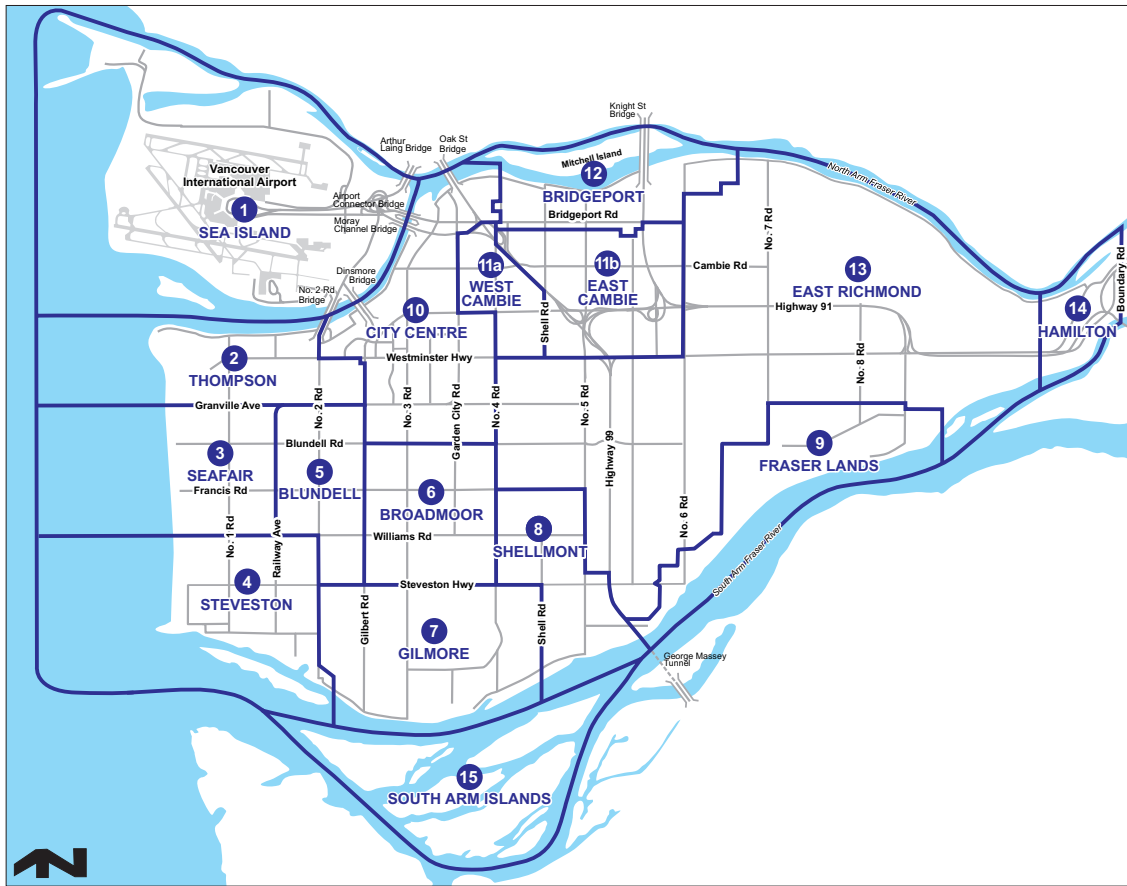 Knight St
Bridge
Arthur
Laing Bridge
Oak St
Bridge
Mitchell Island
Vancouver
International Airport
12
BRIDGEPORT
North Arm Fraser River
Airport
Connector Bridge
1
SEA ISLAND
Moray
Channel Bridge
Bridgeport Rd
No. 7 Rd
Boundary Rd
Dinsmore
Bridge
11a
WEST
CAMBIE
11b
EAST
CAMBIE
Cambie Rd
13
EAST RICHMOND
No. 2 Rd.
Bridge
10
CITY CENTRE
Shell Rd
Highway 91
14
HAMILTON
2
THOMPSON
Westminster Hwy
No. 8 Rd
Granville Ave
No. 2 Rd
No. 3 Rd
Garden City Rd
No. 4 Rd
No. 5 Rd
Blundell Rd
3
SEAFAIR
5
BLUNDELL
Highway 99
9
FRASER LANDS
Francis Rd
6
BROADMOOR
No. 1 Rd
Railway Ave
Williams Rd
8
SHELLMONT
No. 6 Rd
4
STEVESTON
Steveston Hwy
South Arm Fraser River
Gilbert Rd
7
GILMORE
Shell Rd
George Massey
Tunnel
15
SOUTH ARM ISLANDS
N